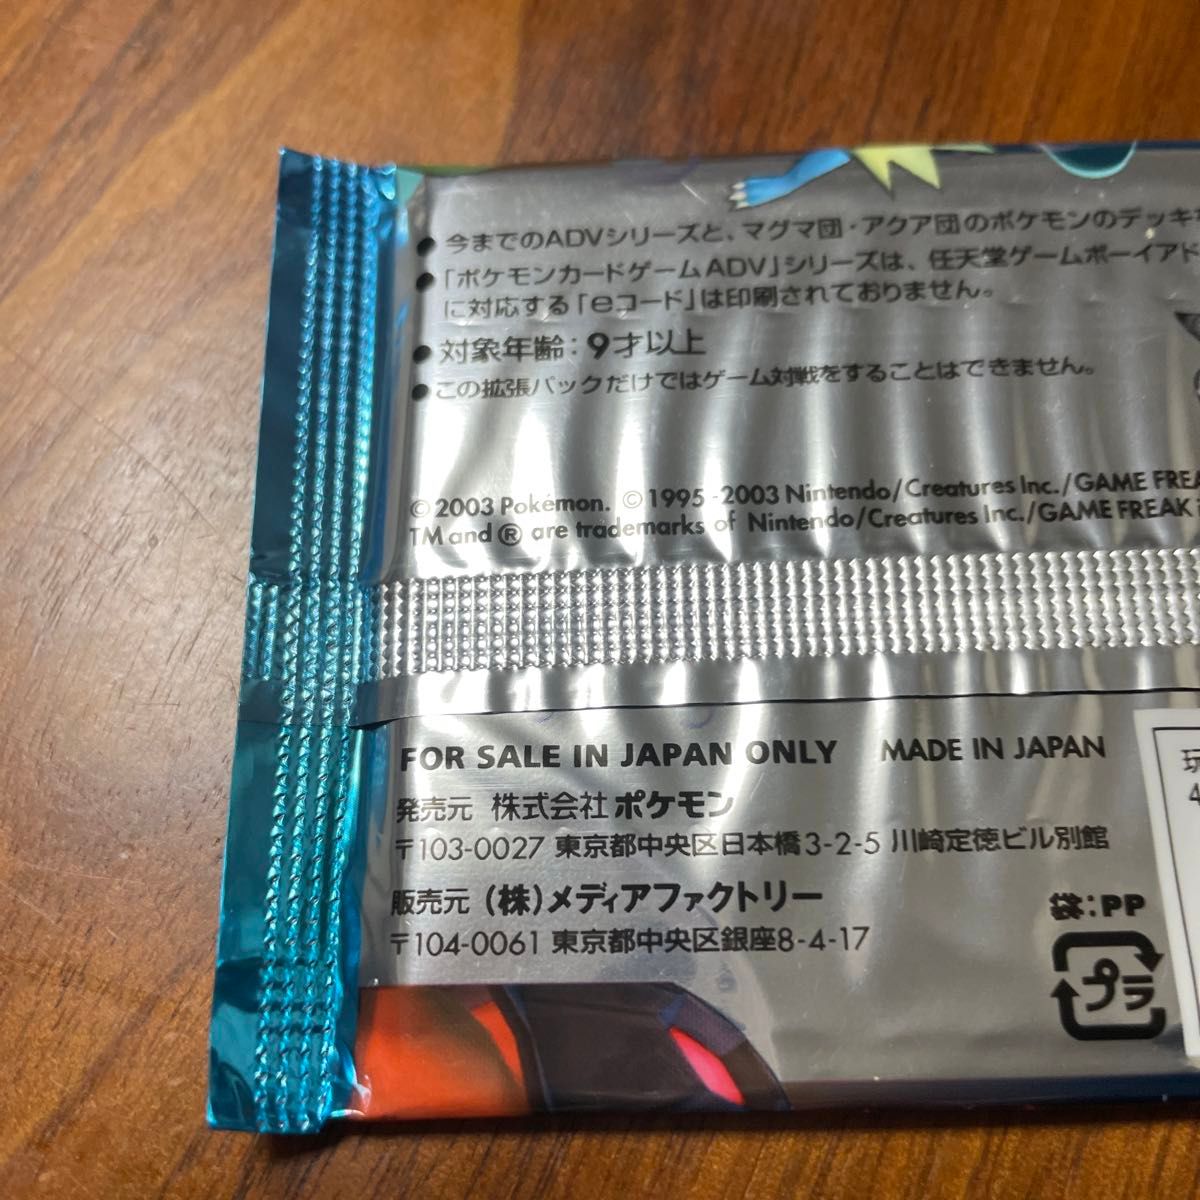 ● 今までのADVシリーズと、マグマ団・アクア団のポケモンのデッキ
● 「ポケモンカードゲームADV」シリーズは、任天堂ゲームボーイアド
に対応する「eコード」は印刷されておりません。
● 対象年齢：9才以上
● この拡張パックだけではゲーム対戦をすることはできません。
© 2003 Pokémon. © 1995-2003 Nintendo/Creatures Inc./GAME FREA
TM and ® are trademarks of Nintendo/Creatures Inc./GAME FREAK i
FOR SALE IN JAPAN ONLY MADE IN JAPAN
発売元 株式会社ポケモン
〒103-0027 東京都中央区日本橋3-2-5 川崎定徳ビル別館
販売元 (株)メディアファクトリー
〒104-0061 東京都中央区銀座8-4-17
袋：PP
プラ
玩
4